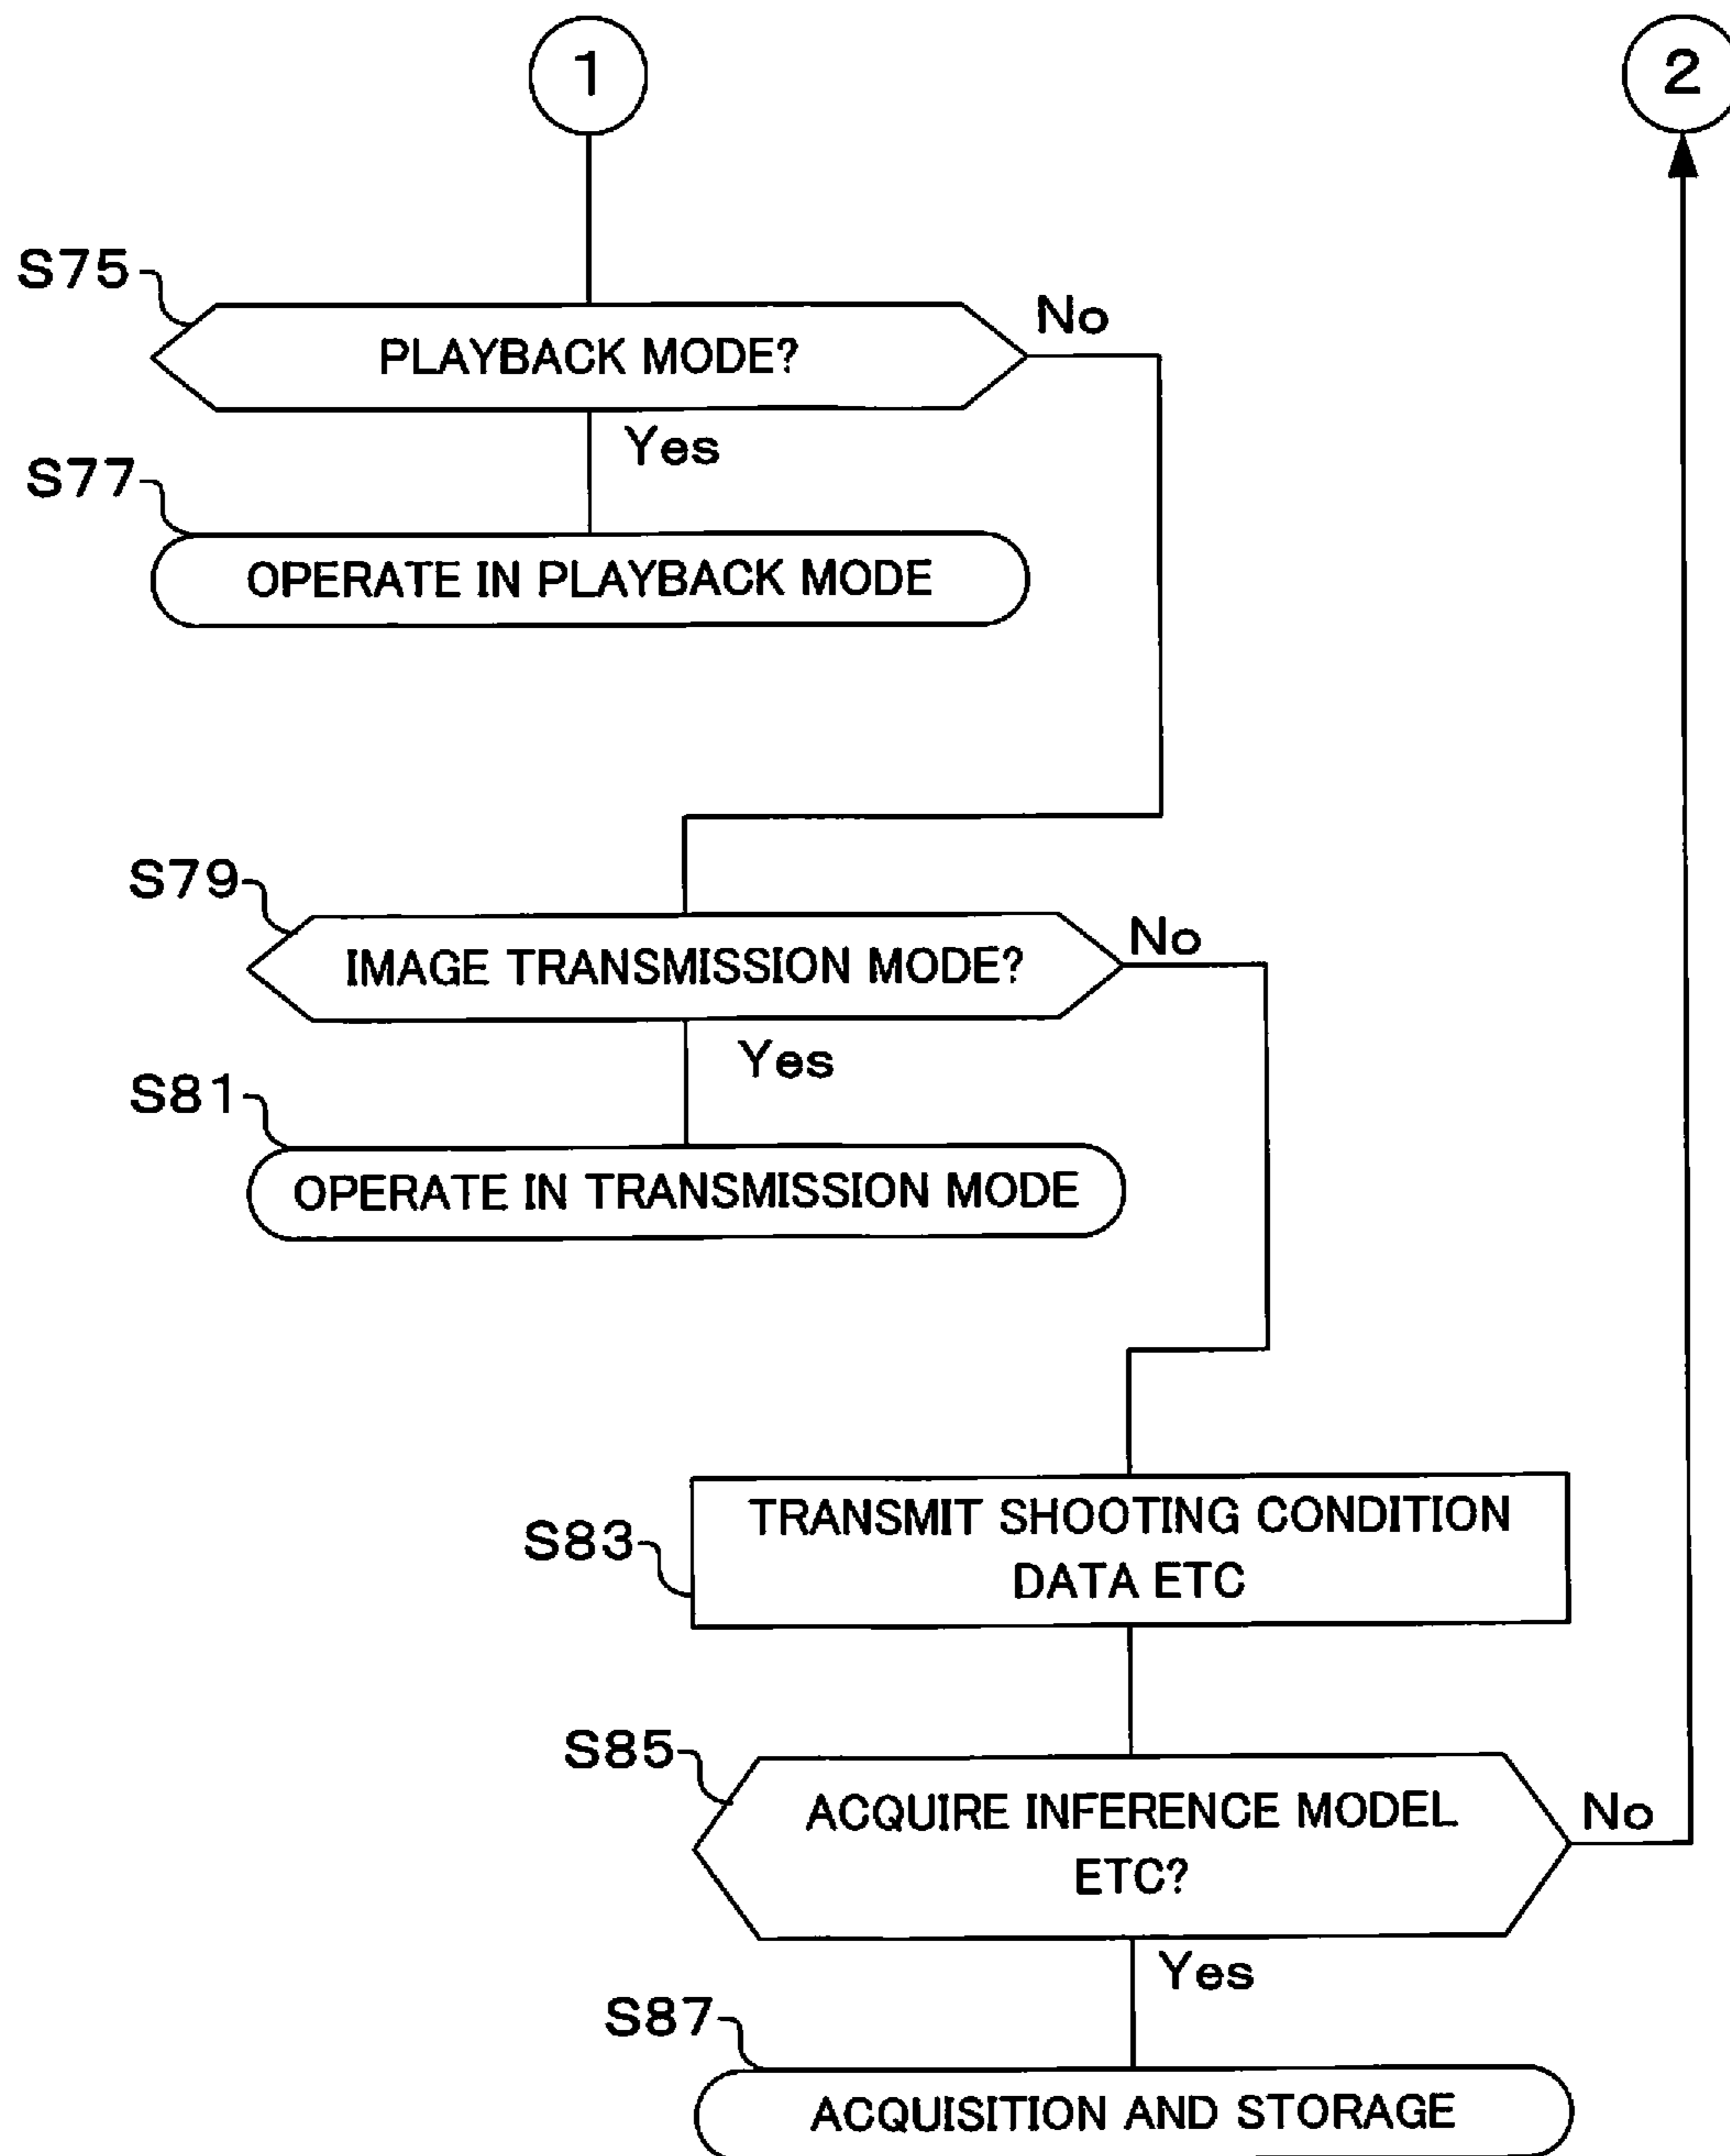 1
2
S75
No
PLAYBACK MODE?
Yes
S77
OPERATE IN PLAYBACK MODE
S79
No
IMAGE TRANSMISSION MODE?
Yes
S81
OPERATE IN TRANSMISSION MODE
TRANSMIT SHOOTING CONDITION
DATA ETC
S83
S85
ACQUIRE INFERENCE MODEL
ETC?
No
Yes
S87
ACQUISITION AND STORAGE